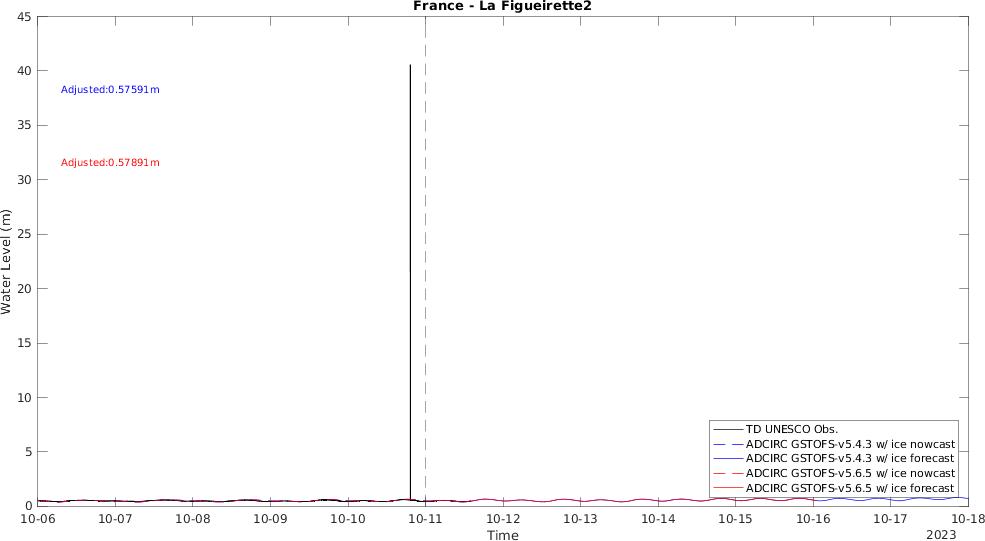 France - La Figueirette2
45
40
35
30
25
20
15
10
5
0
Water Level (m)
Adjusted:0.57591m
Adjusted:0.57891m
TD UNESCO Obs.
ADCIRC GSTOFS-v5.4.3 w/ ice nowcast
ADCIRC GSTOFS-v5.4.3 w/ ice forecast
ADCIRC GSTOFS-v5.6.5 w/ ice nowcast
ADCIRC GSTOFS-v5.6.5 w/ ice forecast
10-06 10-07 10-08 10-09 10-10 10-11 10-12 10-13 10-14 10-15 10-16 10-17 10-18
Time
2023